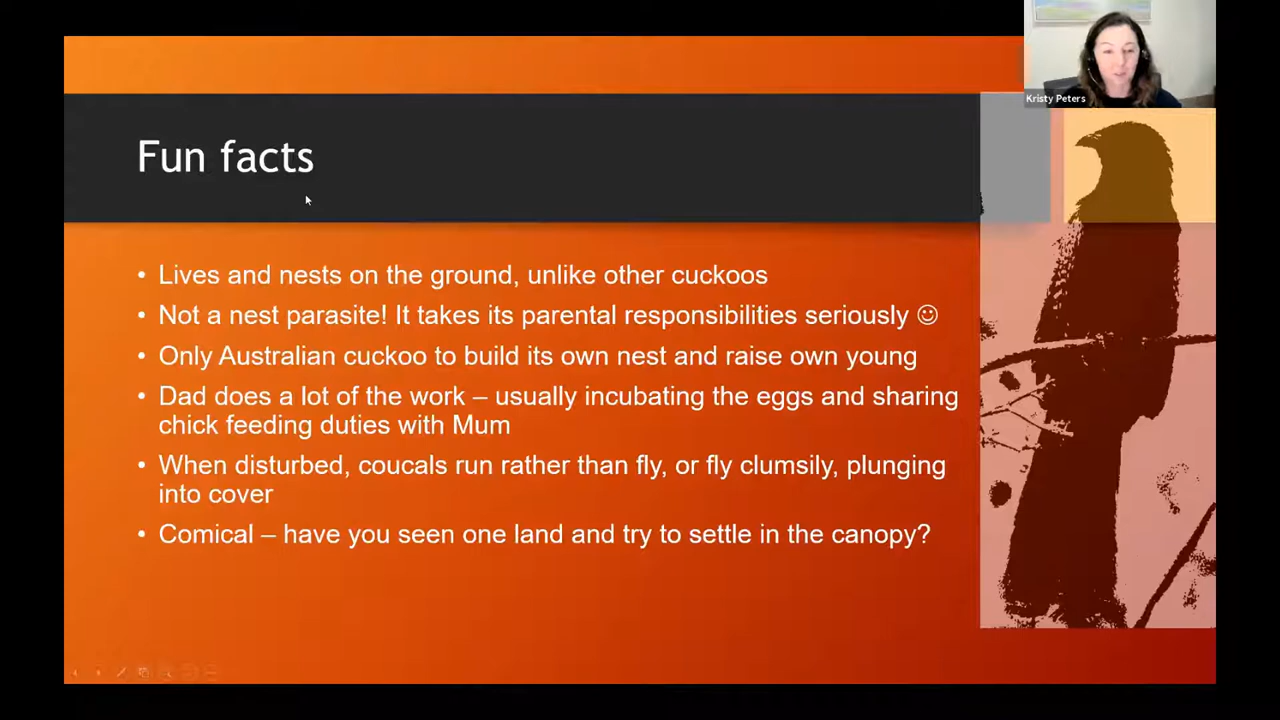 Kristy Peters
Fun facts
• Lives and nests on the ground, unlike other cuckoos
• Not a nest parasite! It takes its parental responsibilities seriously ☺
• Only Australian cuckoo to build its own nest and raise own young
• Dad does a lot of the work – usually incubating the eggs and sharing
chick feeding duties with Mum
• When disturbed, coucals run rather than fly, or fly clumsily, plunging
into cover
• Comical – have you seen one land and try to settle in the canopy?